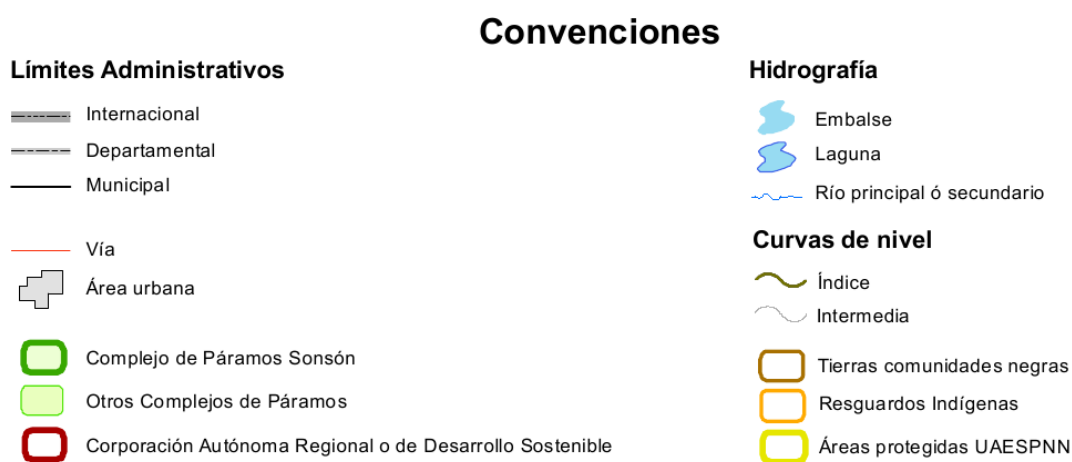 Convenciones
Límites Administrativos
Internacional
Departamental
Municipal
Vía
Área urbana
Complejo de Páramos Sonsón
Otros Complejos de Páramos
Corporación Autónoma Regional o de Desarrollo Sostenible
Hidrografía
Embalse
Laguna
Río principal ó secundario
Curvas de nivel
Índice
Intermedia
Tierras comunidades negras
Resguardos Indígenas
Áreas protegidas UAESPNN